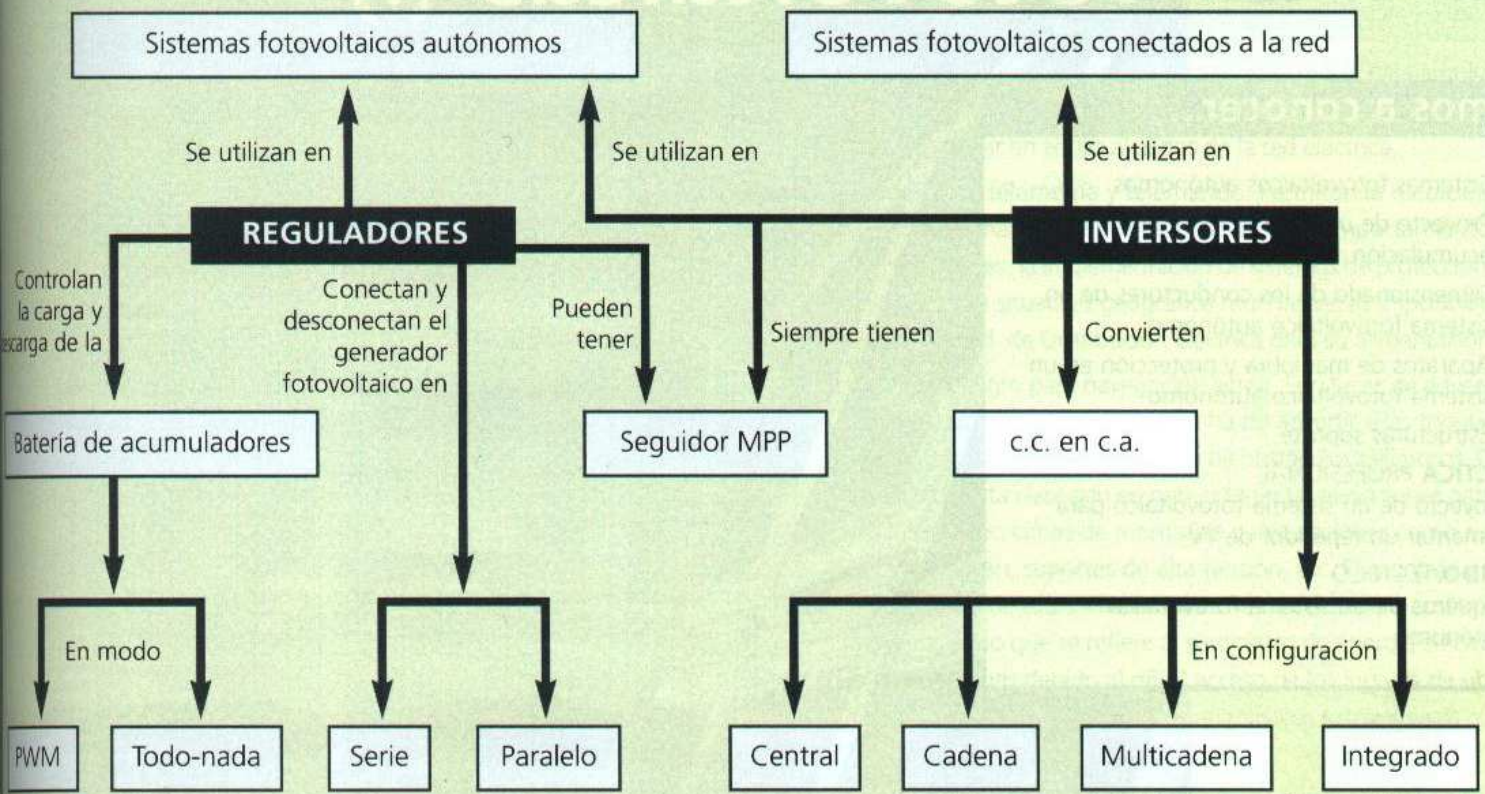 Sistemas fotovoltaicos autónomos
Sistemas fotovoltaicos conectados a la red
Se utilizan en
Se utilizan en
Se utilizan en
REGULADORES
INVERSORES
Controlan
la carga y
descarga de la
Conectan y
desconectan el
generador
fotovoltaico en
Pueden
tener
Siempre tienen
Convierten
Batería de acumuladores
Seguidor MPP
c.c. en c.a.
En modo
En configuración
PWM
Todo-nada
Serie
Paralelo
Central
Cadena
Multicadena
Integrado